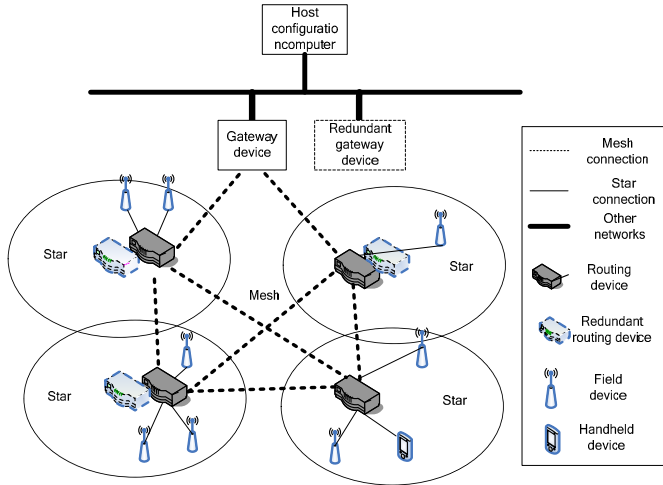 Host
configuratio
ncomputer
Gateway
device
Redundant
gateway
device
Star
Star
Mesh
Star
Star
Mesh
connection
Star
connection
Other
networks
Routing
device
Redundant
routing device
Field
device
Handheld
device